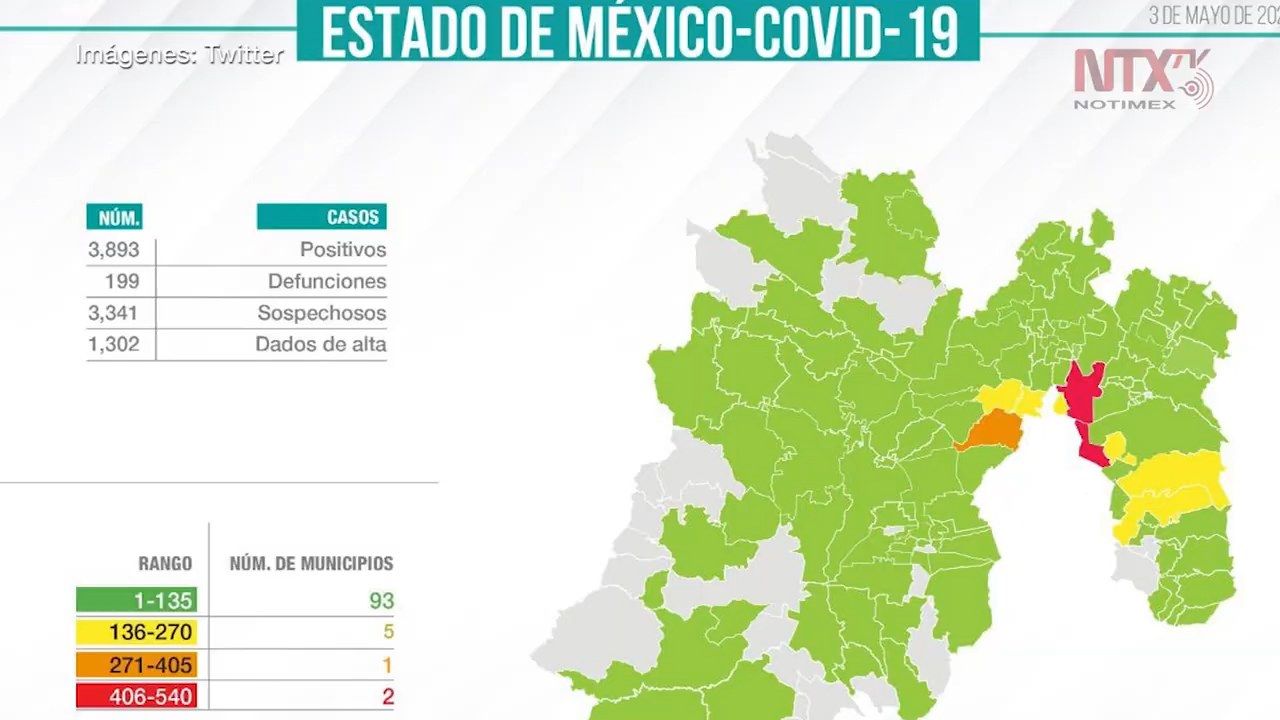 ESTADO DE MÉXICO-COVID-19
3 DE MAYO DE
Imágenes: Twitter
NTX TV
NOTIMEX
NÚM. CASOS
3,893 Positivos
199 Defunciones
3,341 Sospechosos
1,302 Dados de alta
RANGO NÚM. DE MUNICIPIOS
1-135 93
136-270 5
271-405 1
406-540 2